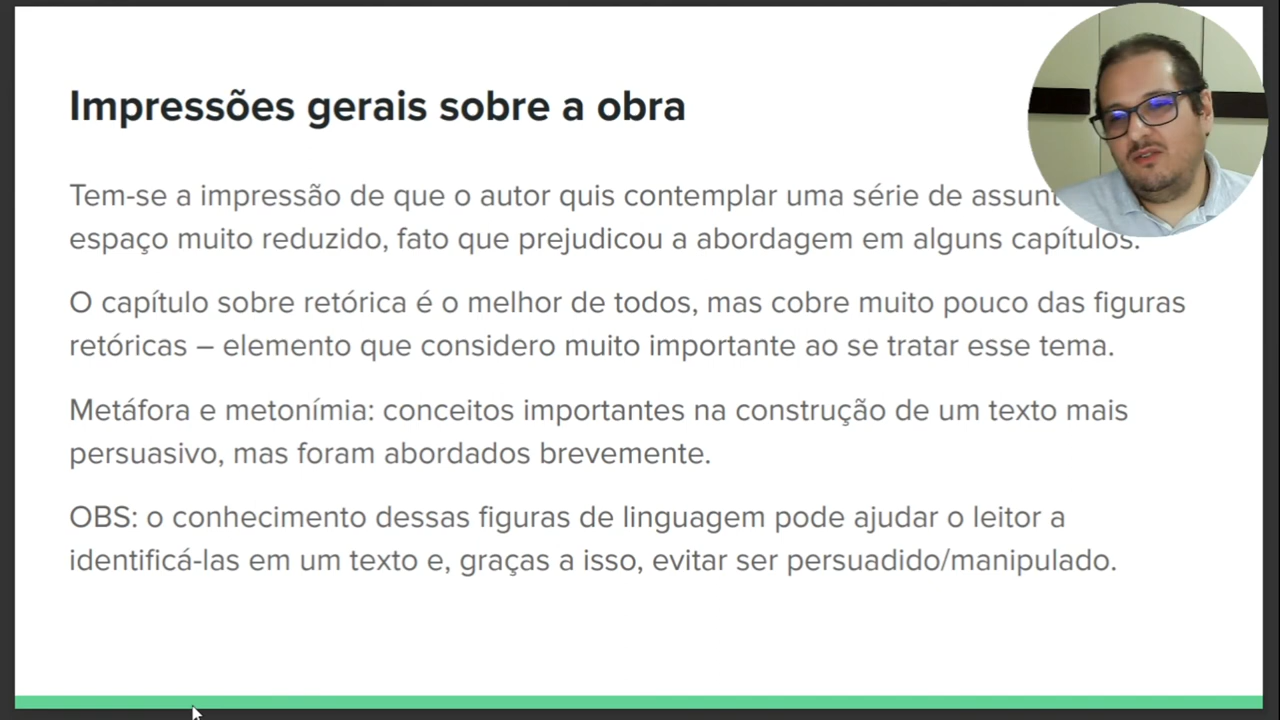 Impressões gerais sobre a obra
Tem-se a impressão de que o autor quis contemplar uma série de
espaço muito reduzido, fato que prejudicou a abordagem em alguns capítulos.
O capítulo sobre retórica é o melhor de todos, mas cobre muito pouco das figuras
retóricas – elemento que considero muito importante ao se tratar esse tema.
Metáfora e metonímia: conceitos importantes na construção de um texto mais
persuasivo, mas foram abordados brevemente.
OBS: o conhecimento dessas figuras de linguagem pode ajudar o leitor a
identificá-las em um texto e, graças a isso, evitar ser persuadido/manipulado.